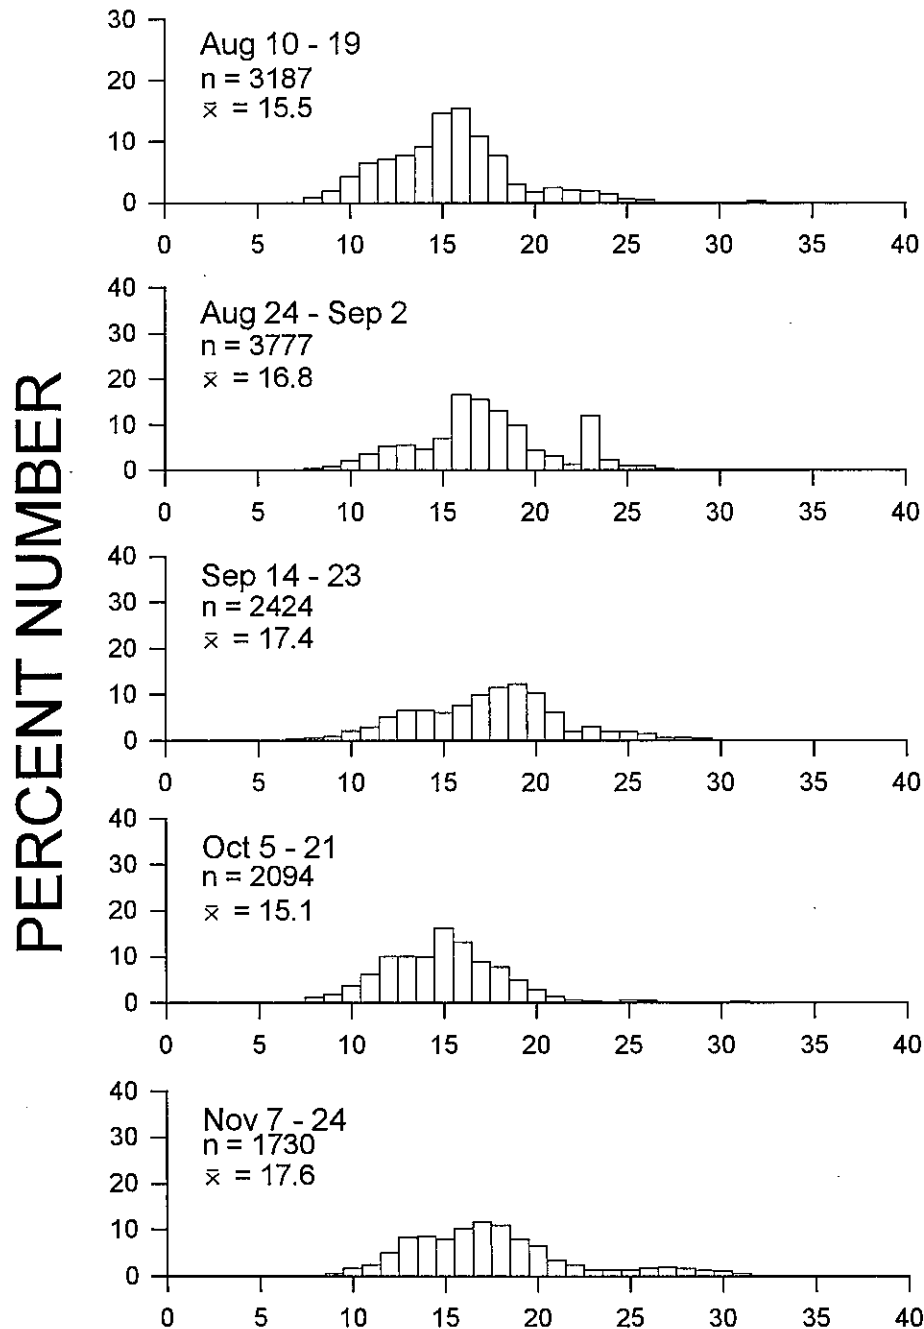 PERCENT NUMBER
30
20
10
0
Aug 10 - 19
n = 3187
x̄ = 15.5
0 5 10 15 20 25 30 35 40
40
30
20
10
0
Aug 24 - Sep 2
n = 3777
x̄ = 16.8
0 5 10 15 20 25 30 35 40
40
30
20
10
0
Sep 14 - 23
n = 2424
x̄ = 17.4
0 5 10 15 20 25 30 35 40
40
30
20
10
0
Oct 5 - 21
n = 2094
x̄ = 15.1
0 5 10 15 20 25 30 35 40
40
30
20
10
0
Nov 7 - 24
n = 1730
x̄ = 17.6
0 5 10 15 20 25 30 35 40